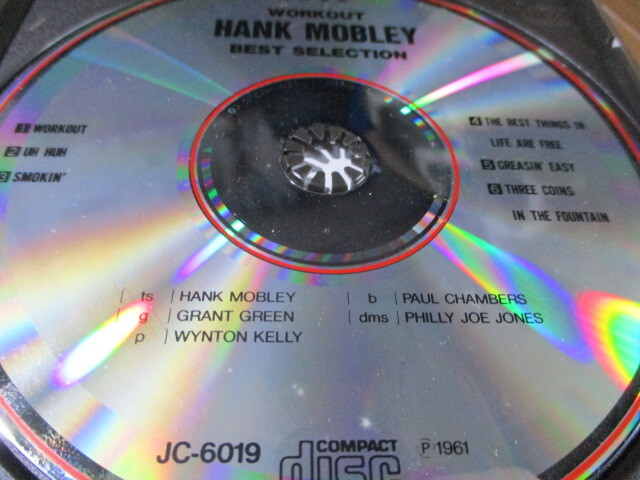 WORKOUT
HANK MOBLEY
BEST SELECTION
1 WORKOUT
2 UH HUH
3 SMOKIN'
4 THE BEST THINGS IN
LIFE ARE FREE
5 GREASIN' EASY
6 THREE COINS
IN THE FOUNTAIN
ts HANK MOBLEY
g GRANT GREEN
p WYNTON KELLY
b PAUL CHAMBERS
dms PHILLY JOE JONES
JC-6019
COMPACT
disc
℗ 1961